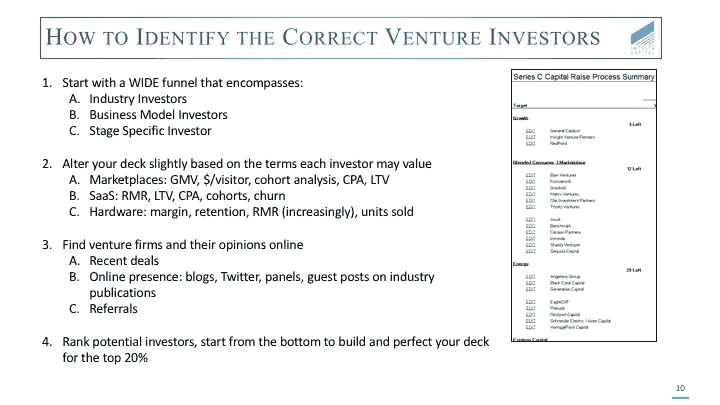 HOW TO IDENTIFY THE CORRECT VENTURE INVESTORS
INTELIS
CAPITAL
1. Start with a WIDE funnel that encompasses:
A. Industry Investors
B. Business Model Investors
C. Stage Specific Investor
2. Alter your deck slightly based on the terms each investor may value
A. Marketplaces: GMV, $/visitor, cohort analysis, CPA, LTV
B. SaaS: RMR, LTV, CPA, cohorts, churn
C. Hardware: margin, retention, RMR (increasingly), units sold
3. Find venture firms and their opinions online
A. Recent deals
B. Online presence: blogs, Twitter, panels, guest posts on industry
publications
C. Referrals
4. Rank potential investors, start from the bottom to build and perfect your deck
for the top 20%
Series C Capital Raise Process Summary
Target
Growth
3 Left
EDIT General Catalyst
EDIT Insight Venture Partners
EDIT RedPoint
Blended Consumer / Marketplace
12 Left
EDIT Ventures
EDIT
EDIT Greylock
EDIT Matrix Ventures
EDIT Oak Investment Partners
EDIT Trinity Ventures
EDIT Accel
EDIT Benchmark
EDIT Canaan Partners
EDIT
EDIT Shasta Ventures
EDIT Sequoia Capital
Energy
29 Left
EDIT Angeleno Group
EDIT Black Coral Capital
EDIT Generation Capital
EDIT EagleCliff
EDIT Prelude
EDIT Rockport Capital
EDIT Schneider Electric / Aster Capital
EDIT VantagePoint Capital
Existing Capital
10